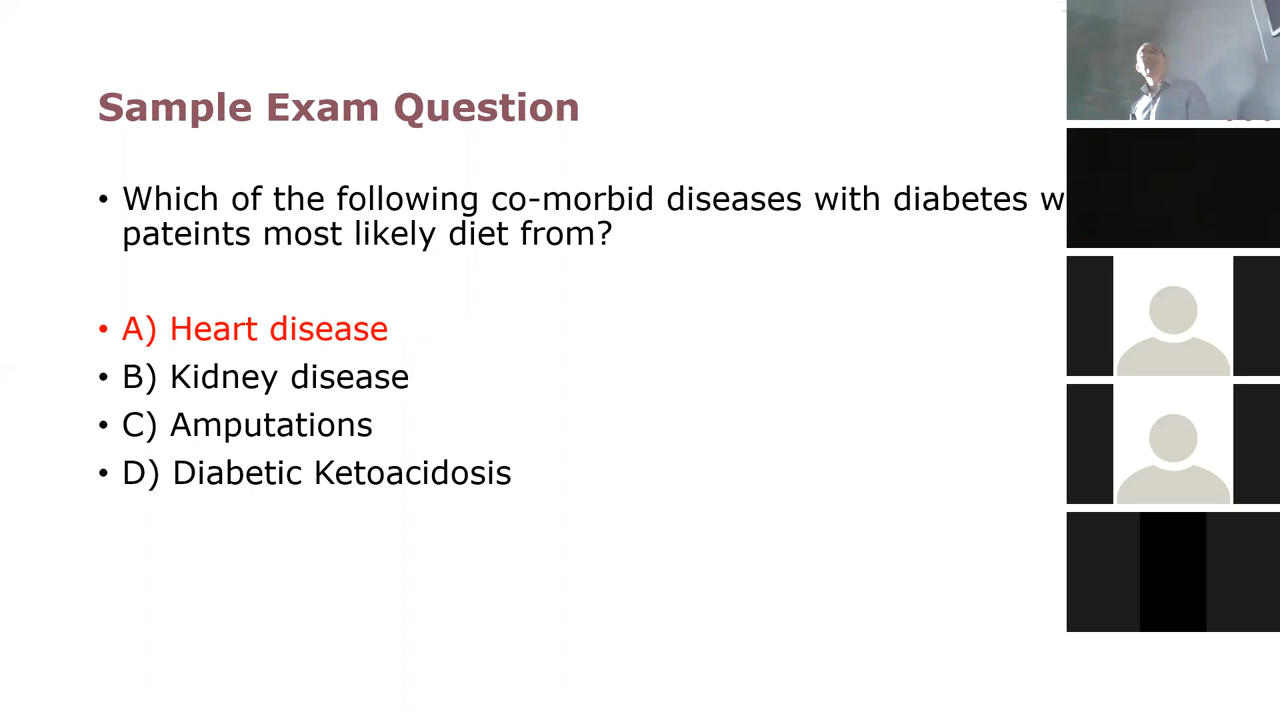 Sample Exam Question
• Which of the following co-morbid diseases with diabetes w
pateints most likely diet from?
• A) Heart disease
• B) Kidney disease
• C) Amputations
• D) Diabetic Ketoacidosis